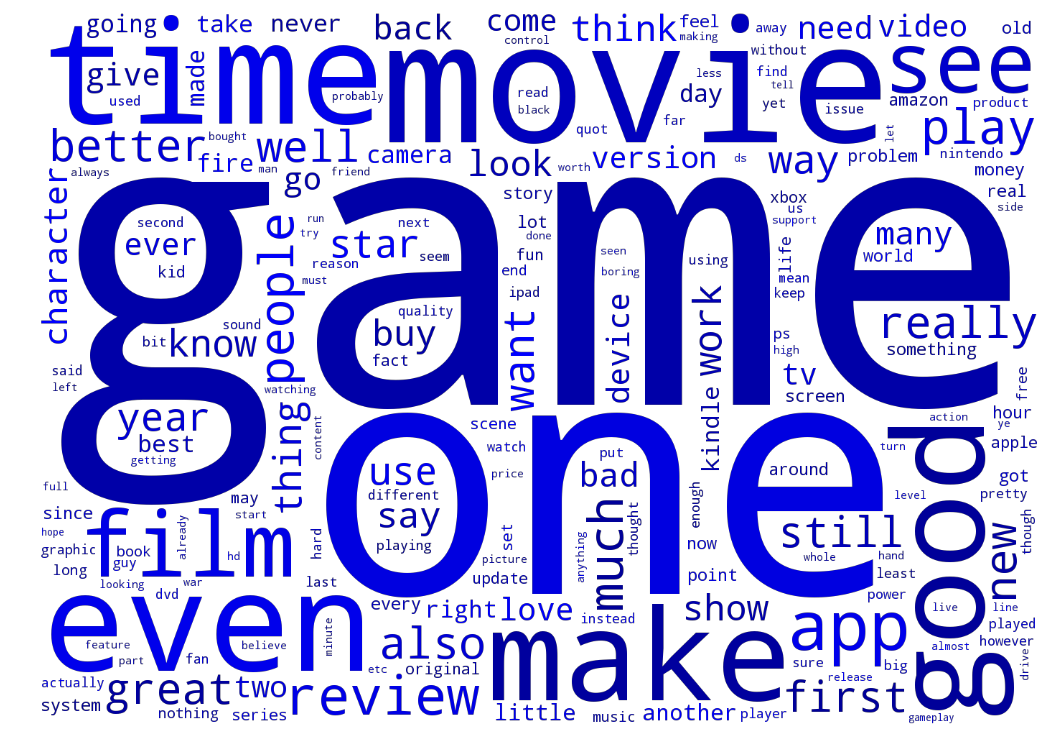 going
take
never
back
come
control
think
feel
making
away
need
video
old
time
movie
see
give
used
made
probably
read
black
less
day
without
find
tell
yet
issue
amazon
product
better
bought
fire
man
well
camera
look
quot
far
worth
version
ds
way
problem
let
play
nintendo
money
always
go
friend
story
xbox
us
support
real
side
character
game
second
ever
kid
people
run
try
star
next
seem
lot
done
fun
seen
life
mean
many
world
reason
must
end
boring
using
keep
ipad
sound
bit
know
buy
quality
fact
want
device
work
ps
high
really
something
said
left
watching
tv
screen
free
year
best
getting
thing
content
one
scene
watch
price
put
bad
kindle
around
action
hour
ye
turn
apple
good
full
since
may
start
use
different
say
playing
set
picture
anything
much
thought
enough
still
whole
level
got
pretty
hope
graphic
long
film
book
guy
already
hd
hard
now
hand
new
though
looking
dvd
war
last
update
point
least
power
even
feature
part
fan
believe
minute
every
right
love
instead
show
app
live
line
played
almost
however
also
etc
original
make
sure
big
release
drive
actually
system
great
nothing
two
series
review
little
music
another
player
first
gameplay